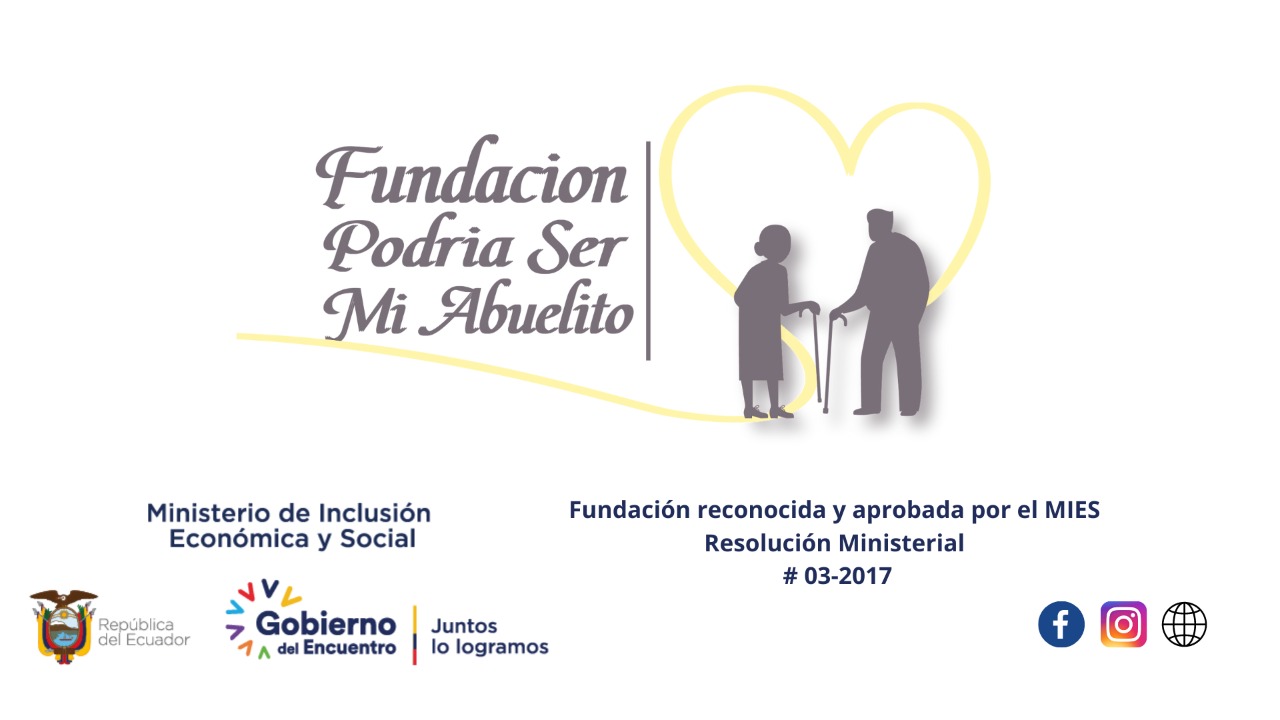 Fundacion
Podria Ser
Mi Abuelito
Ministerio de Inclusión
Económica y Social
Fundación reconocida y aprobada por el MIES
Resolución Ministerial
# 03-2017
República
del Ecuador
Gobierno
del Encuentro
Juntos
lo logramos